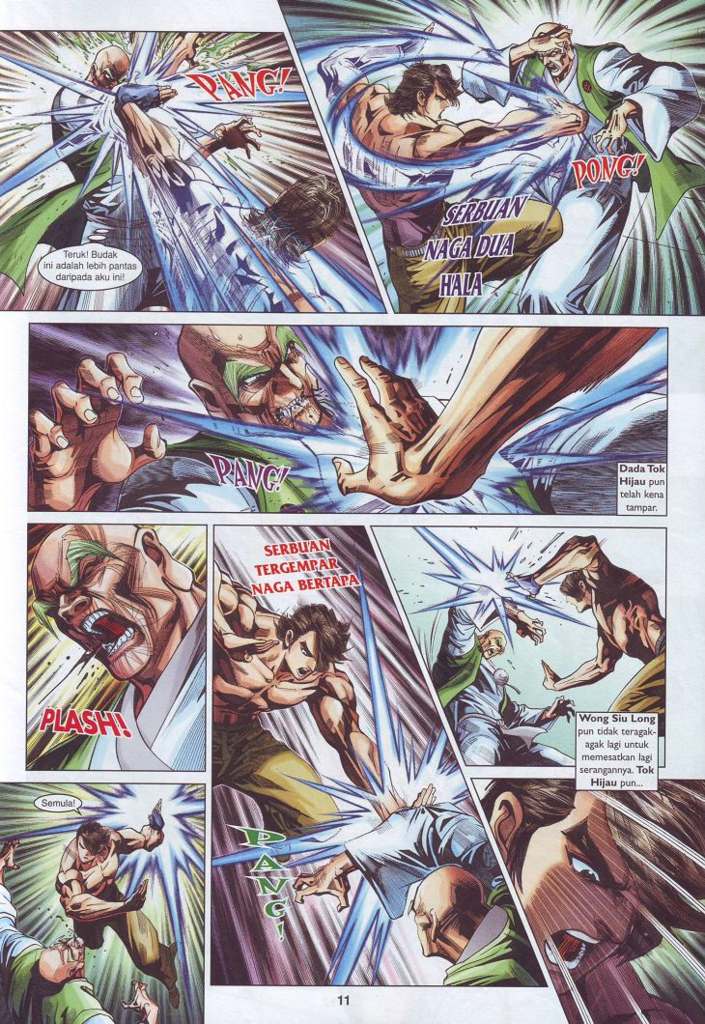 PANG!
Teruk! Budak
ini adalah lebih pantas
daripada aku ini!
PONG!
SERBUAN
NAGA DUA
HALA
PANG!
Dada Tok
Hijau pun
telah kena
tampar.
PLASH!
SERBUAN
TERGEMPAR
NAGA BERTAPA
PANG!
Wong Siu Long
pun tidak teragak-
agak lagi untuk
memesatkan lagi
serangannya. Tok
Hijau pun...
Semula!
11